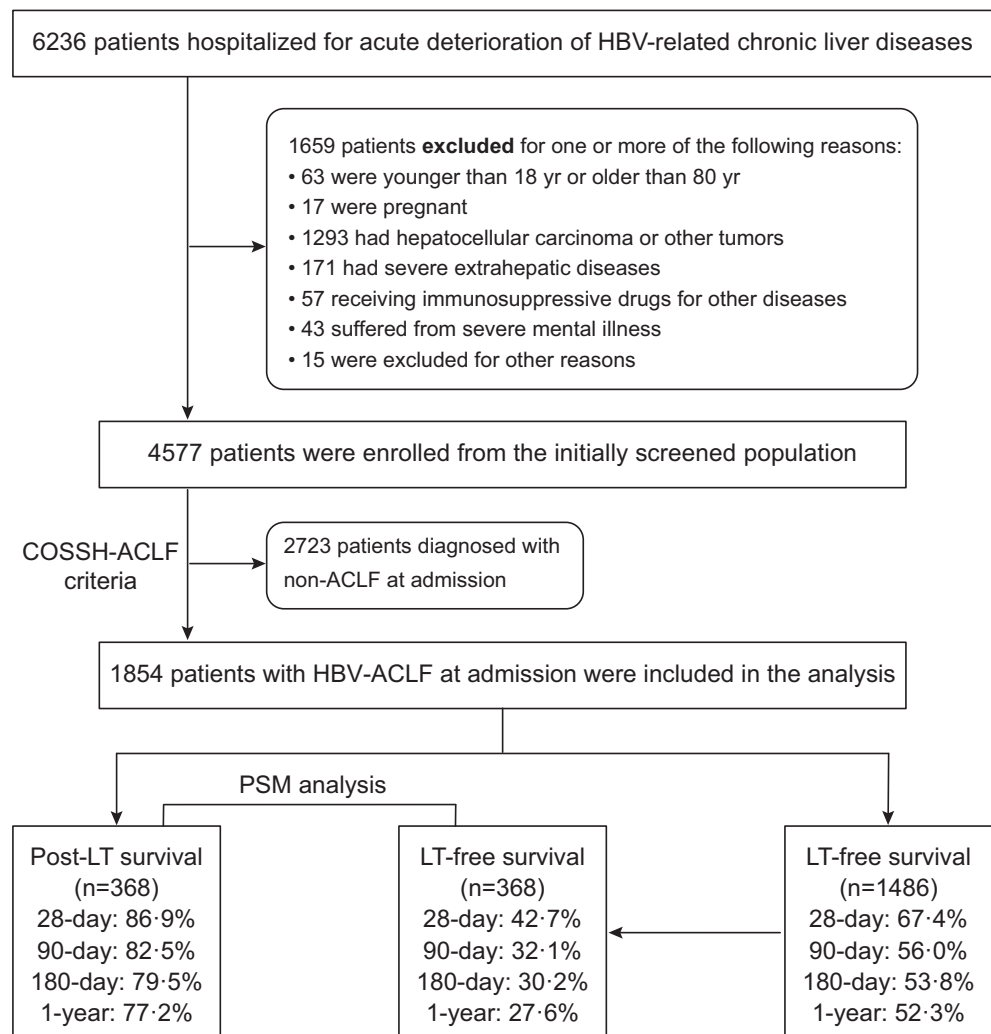 6236 patients hospitalized for acute deterioration of HBV-related chronic liver diseases
1659 patients excluded for one or more of the following reasons:
• 63 were younger than 18 yr or older than 80 yr
• 17 were pregnant
• 1293 had hepatocellular carcinoma or other tumors
• 171 had severe extrahepatic diseases
• 57 receiving immunosuppressive drugs for other diseases
• 43 suffered from severe mental illness
• 15 were excluded for other reasons
4577 patients were enrolled from the initially screened population
COSSH-ACLF
criteria
2723 patients diagnosed with
non-ACLF at admission
1854 patients with HBV-ACLF at admission were included in the analysis
PSM analysis
Post-LT survival
(n=368)
28-day: 86·9%
90-day: 82·5%
180-day: 79·5%
1-year: 77·2%
LT-free survival
(n=368)
28-day: 42·7%
90-day: 32·1%
180-day: 30·2%
1-year: 27·6%
LT-free survival
(n=1486)
28-day: 67·4%
90-day: 56·0%
180-day: 53·8%
1-year: 52·3%